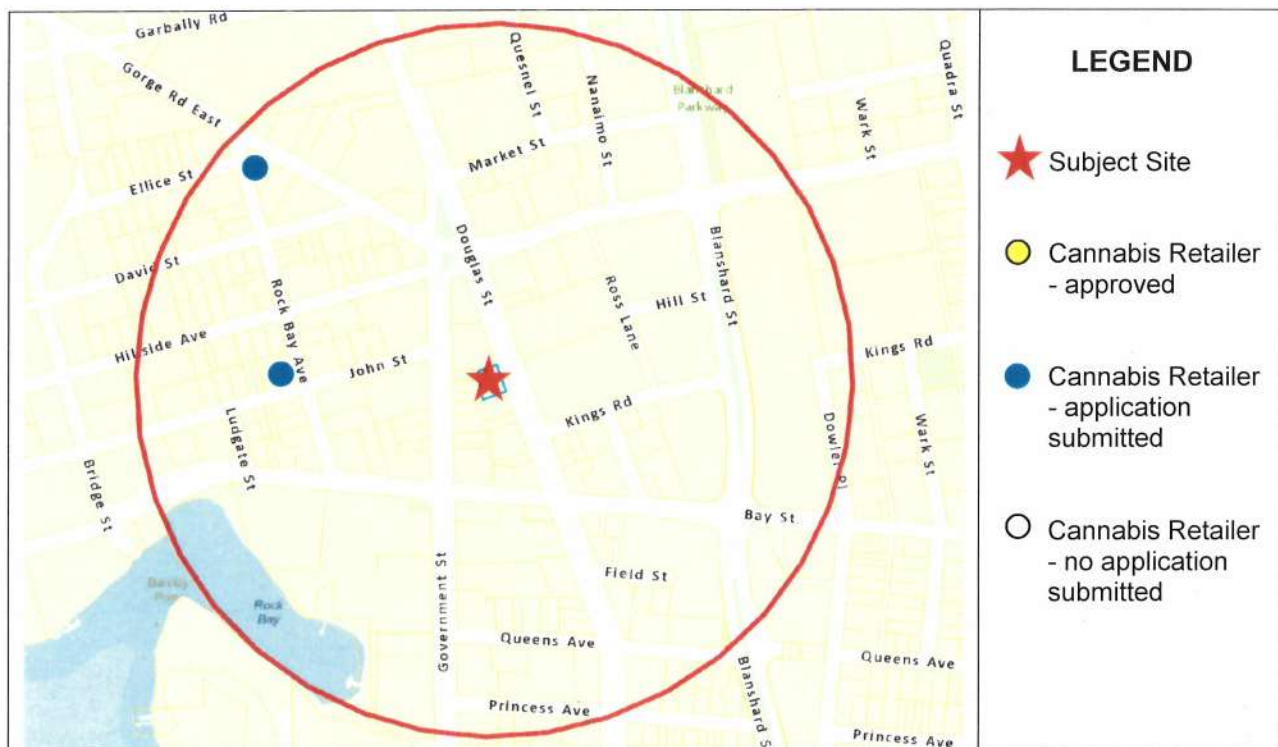 Garbally Rd
Gorge Rd East
Quesnel St
Nanaimo St
Blanshard
Parkway
Quadra St
Wark St
Market St
Ellice St
David St
Rock Bay Ave
Douglas St
Ross Lane
Hill St
Blanshard St
Hillside Ave
John St
Kings Rd
Kings Rd
Ludgate St
Bridge St
Dowler Pl
Wark St
Bay St
Government St
Field St
Rock
Bay
Queens Ave
Queens Ave
Princess Ave
Blanshard S
Princess Ave
LEGEND
Subject Site
Cannabis Retailer
- approved
Cannabis Retailer
- application
submitted
Cannabis Retailer
- no application
submitted